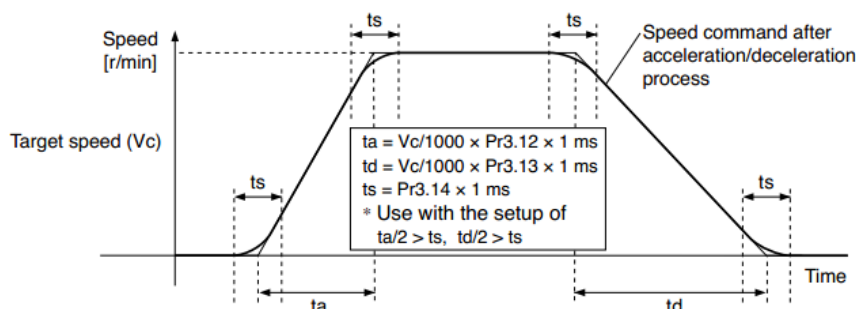 ts
ts
Speed
[r/min]
Speed command after
acceleration/deceleration
process
Target speed (Vc)
ta = Vc/1000 × Pr3.12 × 1 ms
td = Vc/1000 × Pr3.13 × 1 ms
ts = Pr3.14 × 1 ms
* Use with the setup of
ta/2 > ts, td/2 > ts
ts
ts
Time
ta
td